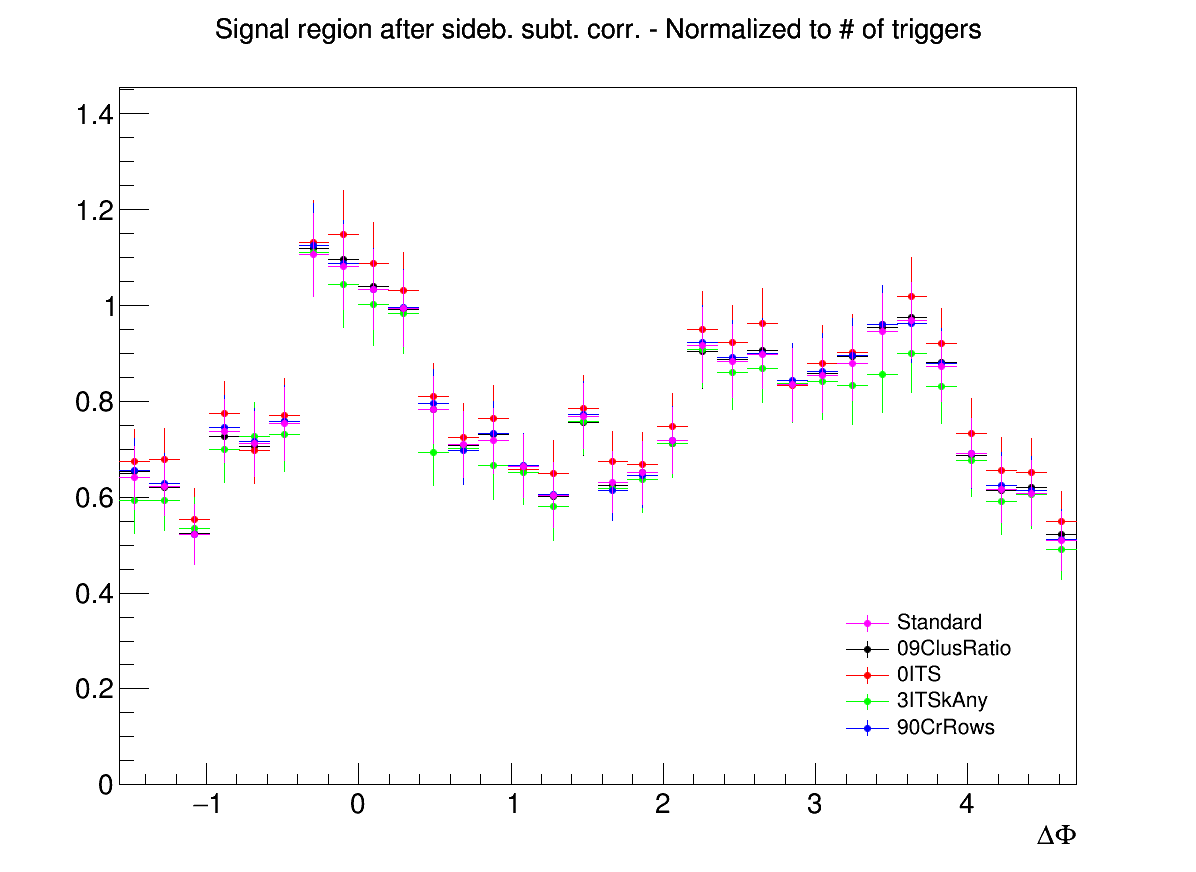 Signal region after sideb. subt. corr. - Normalized to # of triggers
1.4
1.2
1
0.8
0.6
0.4
0.2
0
−1 0 1 2 3 4
ΔΦ
Standard
09ClusRatio
0ITS
3ITSkAny
90CrRows